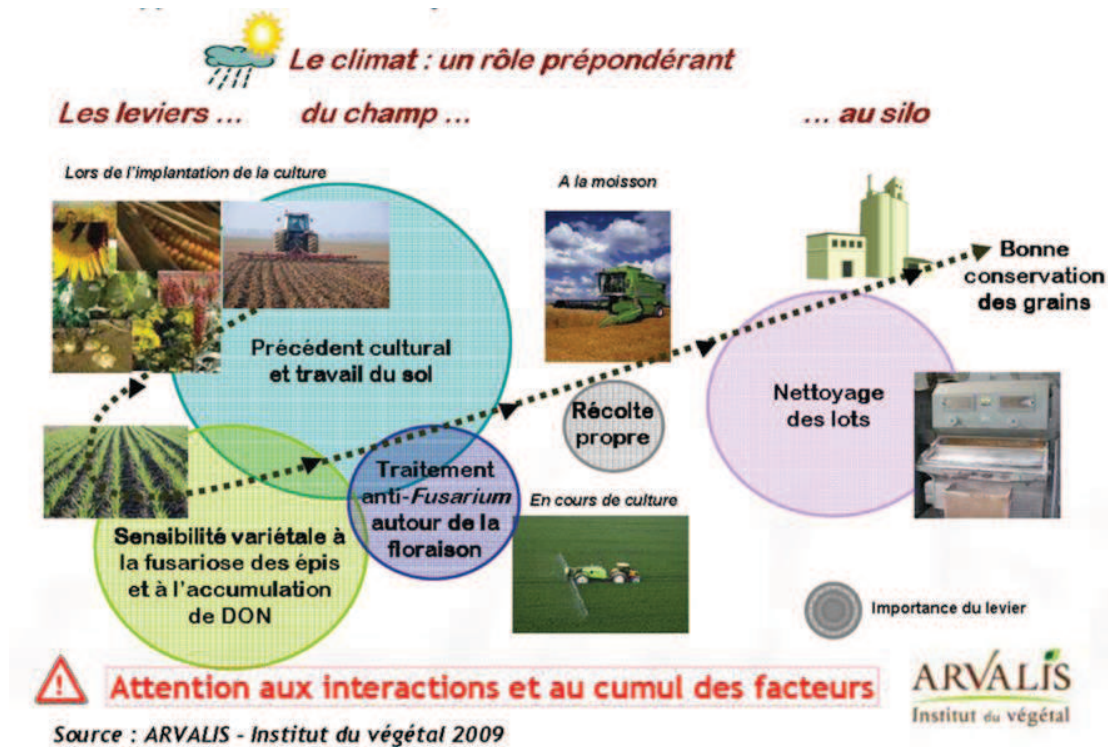 Le climat : un rôle prépondérant
Les leviers ... du champ ... ... au silo
Lors de l'implantation de la culture
A la moisson
Bonne
conservation
des grains
Précédent cultural
et travail du sol
Récolte
propre
Nettoyage
des lots
Traitement
anti-Fusarium
autour de la
floraison
En cours de culture
Sensibilité variétale à
la fusariose des épis
et à l'accumulation
de DON
Importance du levier
Attention aux interactions et au cumul des facteurs
ARVALIS
Institut du végétal
Source : ARVALIS - Institut du végétal 2009